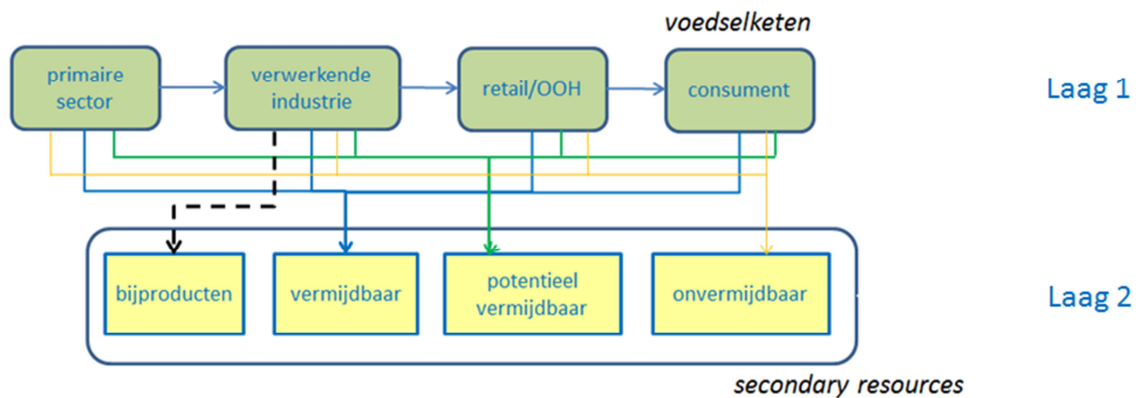 voedselketen
primaire
sector
verwerkende
industrie
retail/OOH
consument
Laag 1
bijproducten
vermijdbaar
potentieel
vermijdbaar
onvermijdbaar
Laag 2
secondary resources